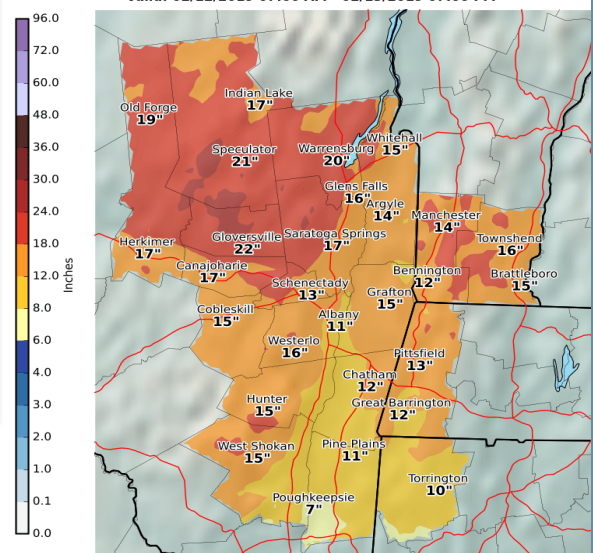 96.0
72.0
60.0
48.0
36.0
30.0
24.0
18.0
12.0
8.0
6.0
4.0
3.0
2.0
1.0
0.1
0.0
Inches
Old Forge
19"
Indian Lake
17"
Speculator
21"
Warrensburg
20"
Whitehall
15"
Glens Falls
16"
Argyle
14"
Manchester
14"
Townshend
16"
Herkimer
17"
Gloversville
22"
Saratoga Springs
17"
Canajoharie
17"
Bennington
12"
Brattleboro
15"
Schenectady
13"
Grafton
15"
Cobleskill
15"
Albany
11"
Westerlo
16"
Pittsfield
13"
Chatham
12"
Hunter
15"
Great Barrington
12"
West Shokan
15"
Pine Plains
11"
Torrington
10"
Poughkeepsie
7"